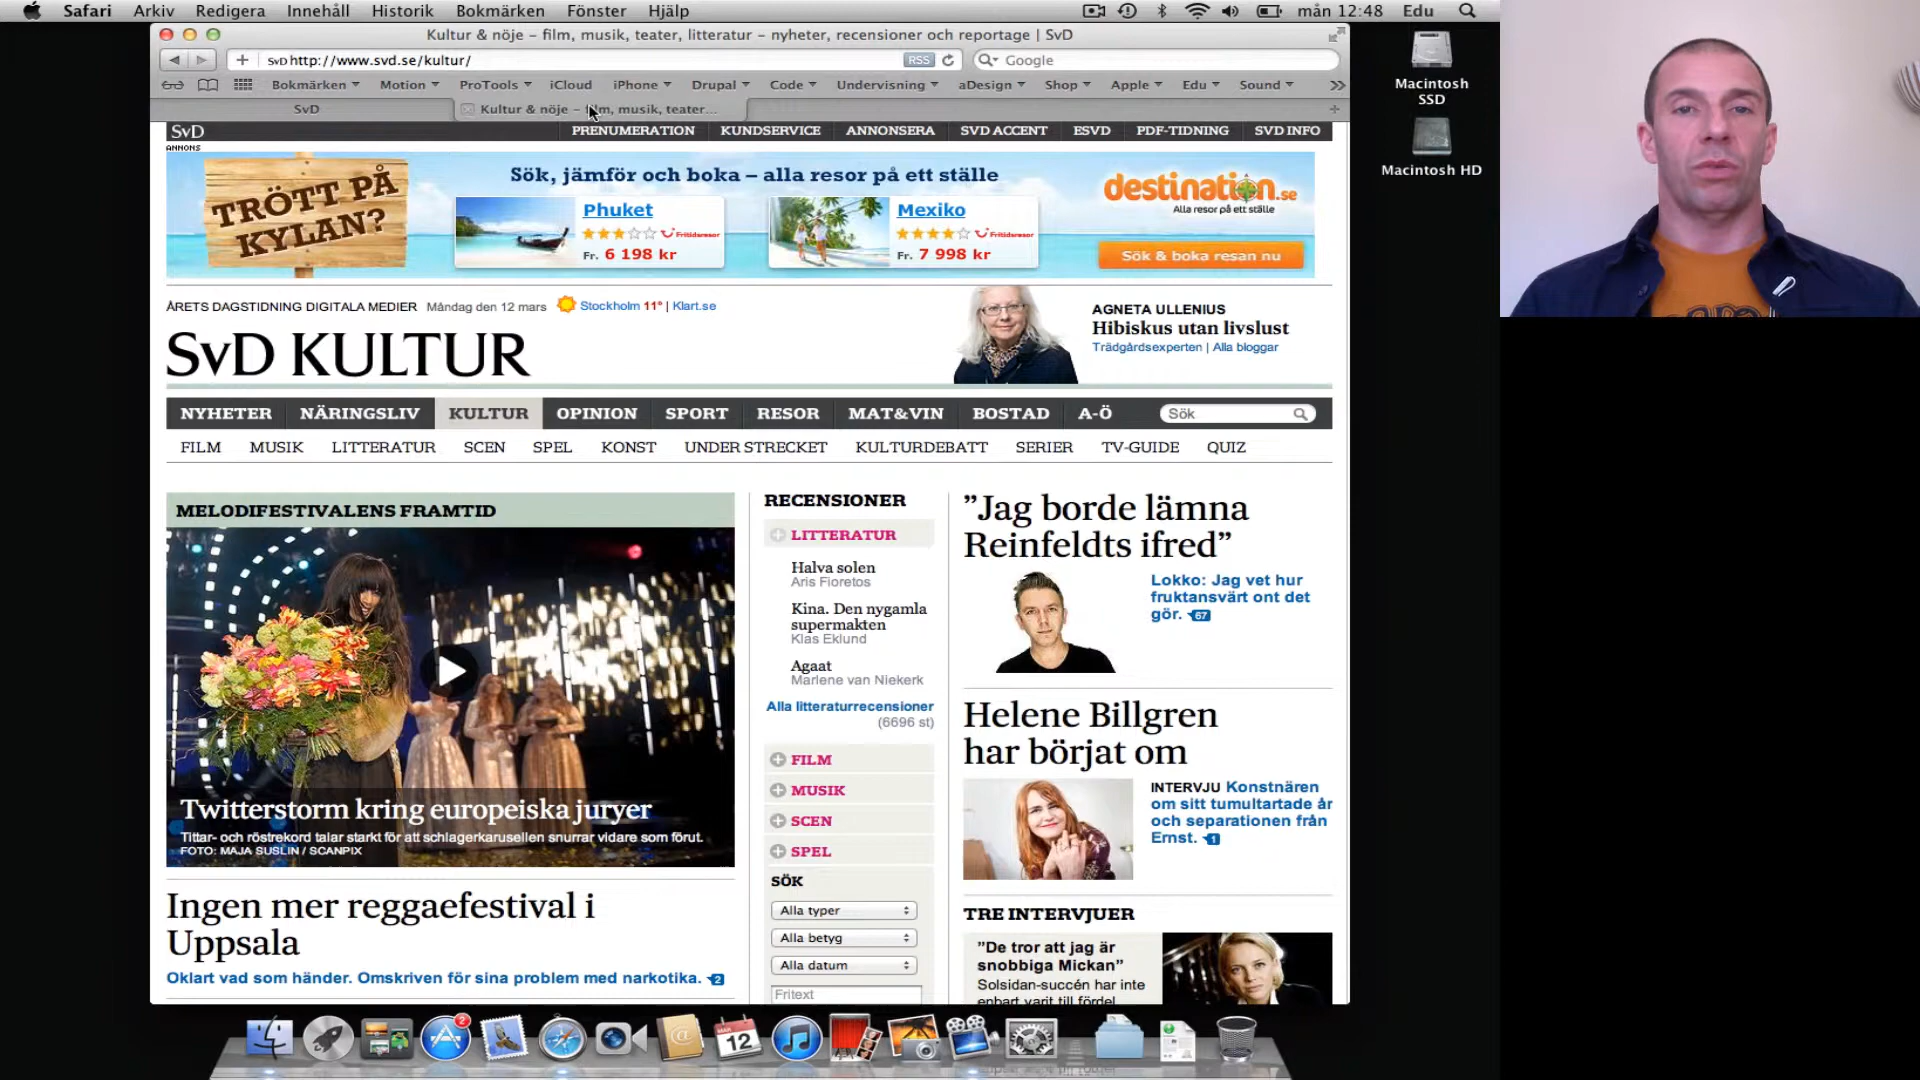 Safari Arkiv Redigera Innehåll Historik Bokmärken Fönster Hjälp mån 12:48 Edu
Kultur & nöje – film, musik, teater, litteratur – nyheter, recensioner och reportage | SvD
SvD http://www.svd.se/kultur/ RSS Google
Bokmärken Motion ProTools iCloud iPhone Drupal Code Undervisning aDesign Shop Apple Edu Sound
SvD Kultur & nöje – film, musik, teater...
SvD PRENUMERATION KUNDSERVICE ANNONSERA SVD ACCENT ESVD PDF-TIDNING SVD INFO
ANNONS
TRÖTT PÅ
KYLAN?
Sök, jämför och boka – alla resor på ett ställe
Phuket
Fritidsresor
Fr. 6 198 kr
Mexiko
Fritidsresor
Fr. 7 998 kr
destination.se
Alla resor på ett ställe
Sök & boka resan nu
ÅRETS DAGSTIDNING DIGITALA MEDIER Måndag den 12 mars Stockholm 11° | Klart.se
SvD KULTUR
AGNETA ULLENIUS
Hibiskus utan livslust
Trädgårdsexperten | Alla bloggar
NYHETER NÄRINGSLIV KULTUR OPINION SPORT RESOR MAT&VIN BOSTAD A-Ö Sök
FILM MUSIK LITTERATUR SCEN SPEL KONST UNDER STRECKET KULTURDEBATT SERIER TV-GUIDE QUIZ
MELODIFESTIVALENS FRAMTID
Twitterstorm kring europeiska juryer
Tittar- och röstrekord talar starkt för att schlagerkarusellen snurrar vidare som förut.
FOTO: MAJA SUSLIN / SCANPIX
Ingen mer reggaefestival i
Uppsala
Oklart vad som händer. Omskriven för sina problem med narkotika. 2
RECENSIONER
LITTERATUR
Halva solen
Aris Fioretos
Kina. Den nygamla
supermakten
Klas Eklund
Agaat
Marlene van Niekerk
Alla litteraturrecensioner
(6696 st)
FILM
MUSIK
SCEN
SPEL
SÖK
Alla typer
Alla betyg
Alla datum
Fritext
”Jag borde lämna
Reinfeldts ifred”
Lokko: Jag vet hur
fruktansvärt ont det
gör. 67
Helene Billgren
har börjat om
INTERVJU Konstnären
om sitt tumultartade år
och separationen från
Ernst. 1
TRE INTERVJUER
”De tror att jag är
snobbiga Mickan”
Solsidan-succén har inte
enbart varit till fördel
Macintosh
SSD
Macintosh HD
2
MAR
12